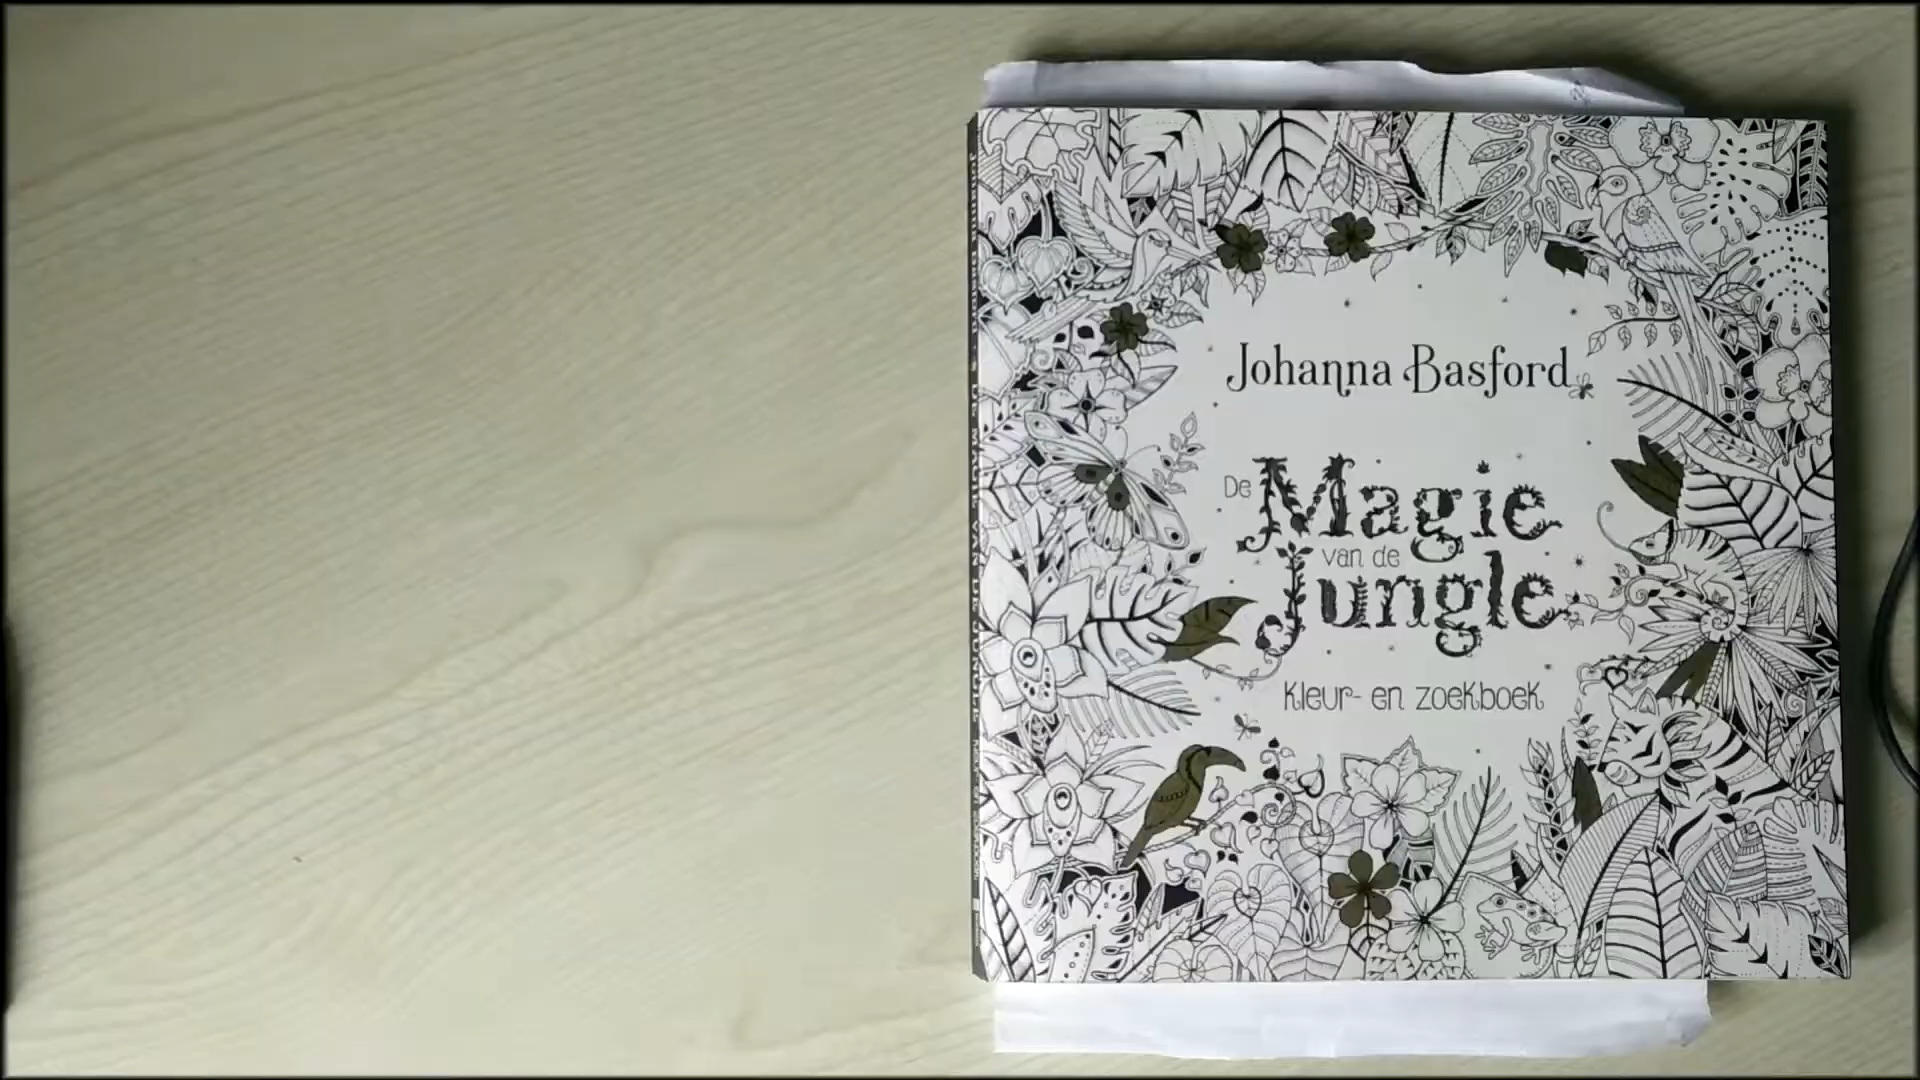 Johanna Basford
De Magie
van de
Jungle
Kleur- en zoekboek